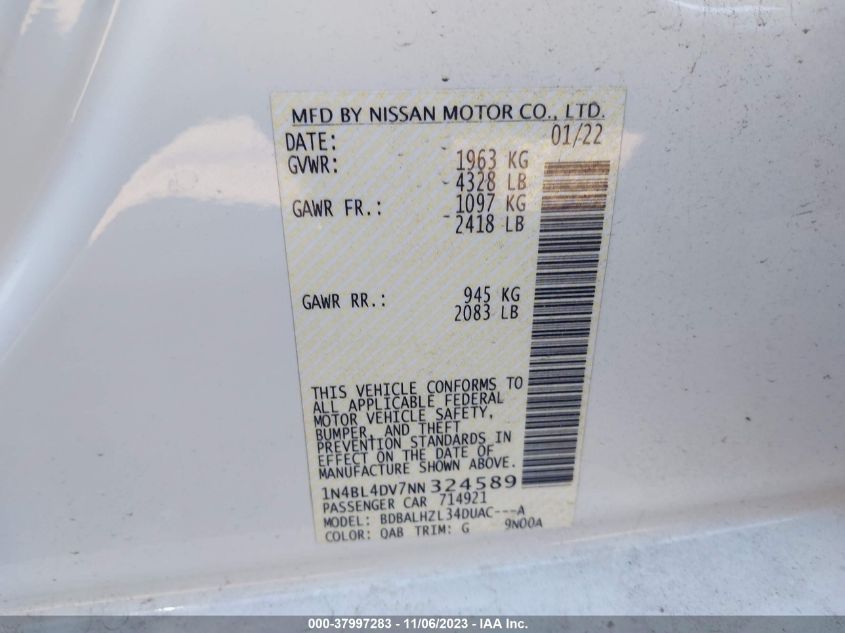 MFD BY NISSAN MOTOR CO., LTD.
DATE: 01/22
GVWR: 1963 KG
4328 LB
GAWR FR.: 1097 KG
2418 LB
GAWR RR.: 945 KG
2083 LB
THIS VEHICLE CONFORMS TO
ALL APPLICABLE FEDERAL
MOTOR VEHICLE SAFETY,
BUMPER, AND THEFT
PREVENTION STANDARDS IN
EFFECT ON THE DATE OF
MANUFACTURE SHOWN ABOVE.
1N4BL4DV7NN 324589
PASSENGER CAR 714921
MODEL: BDBALHZL34DUAC---A
COLOR: QAB TRIM: G 9N00A
000-37997283 - 11/06/2023 - IAA Inc.